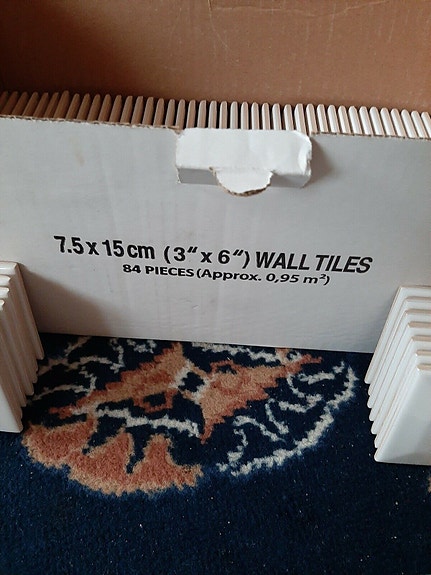 7.5 x 15 cm (3" x 6") WALL TILES
84 PIECES (Approx. 0,95 m²)